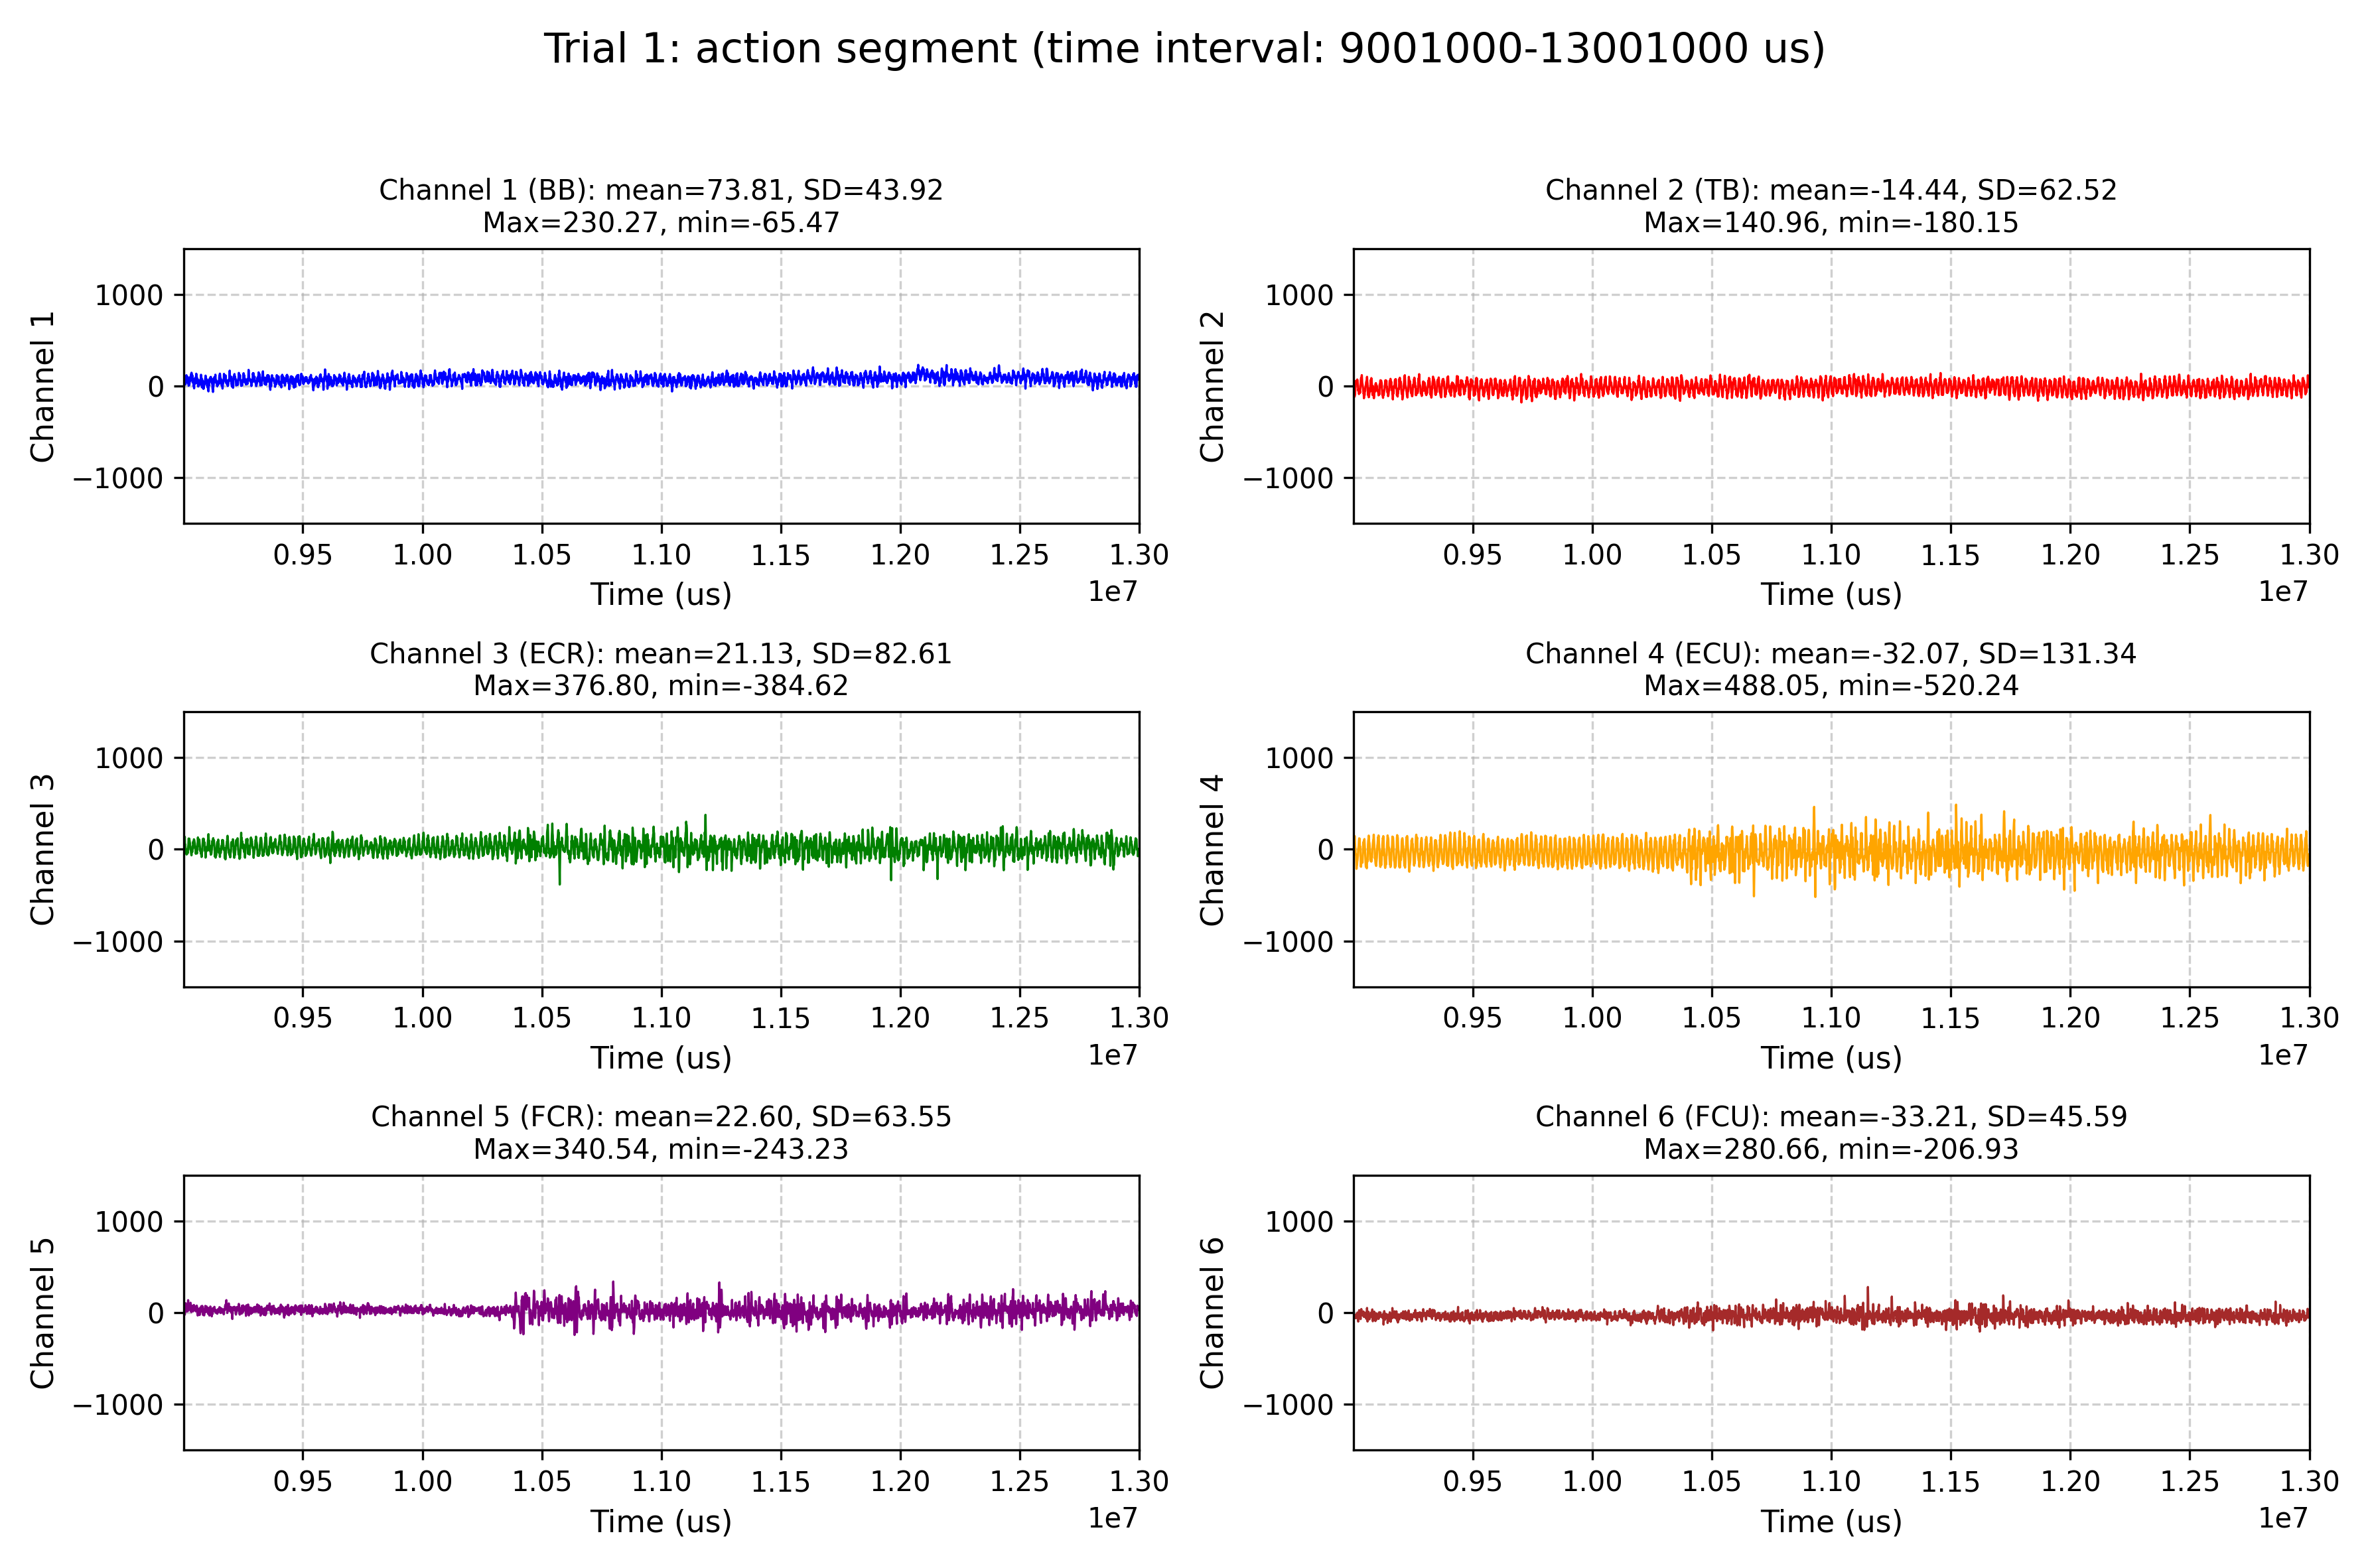 Trial 1: action segment (time interval: 9001000-13001000 us)
Channel 1 (BB): mean=73.81, SD=43.92
Max=230.27, min=-65.47
Channel 1
1000
0
−1000
0.95 1.00 1.05 1.10 1.15 1.20 1.25 1.30
Time (us)
1e7
Channel 2 (TB): mean=-14.44, SD=62.52
Max=140.96, min=-180.15
Channel 2
1000
0
−1000
0.95 1.00 1.05 1.10 1.15 1.20 1.25 1.30
Time (us)
1e7
Channel 3 (ECR): mean=21.13, SD=82.61
Max=376.80, min=-384.62
Channel 3
1000
0
−1000
0.95 1.00 1.05 1.10 1.15 1.20 1.25 1.30
Time (us)
1e7
Channel 4 (ECU): mean=-32.07, SD=131.34
Max=488.05, min=-520.24
Channel 4
1000
0
−1000
0.95 1.00 1.05 1.10 1.15 1.20 1.25 1.30
Time (us)
1e7
Channel 5 (FCR): mean=22.60, SD=63.55
Max=340.54, min=-243.23
Channel 5
1000
0
−1000
0.95 1.00 1.05 1.10 1.15 1.20 1.25 1.30
Time (us)
1e7
Channel 6 (FCU): mean=-33.21, SD=45.59
Max=280.66, min=-206.93
Channel 6
1000
0
−1000
0.95 1.00 1.05 1.10 1.15 1.20 1.25 1.30
Time (us)
1e7